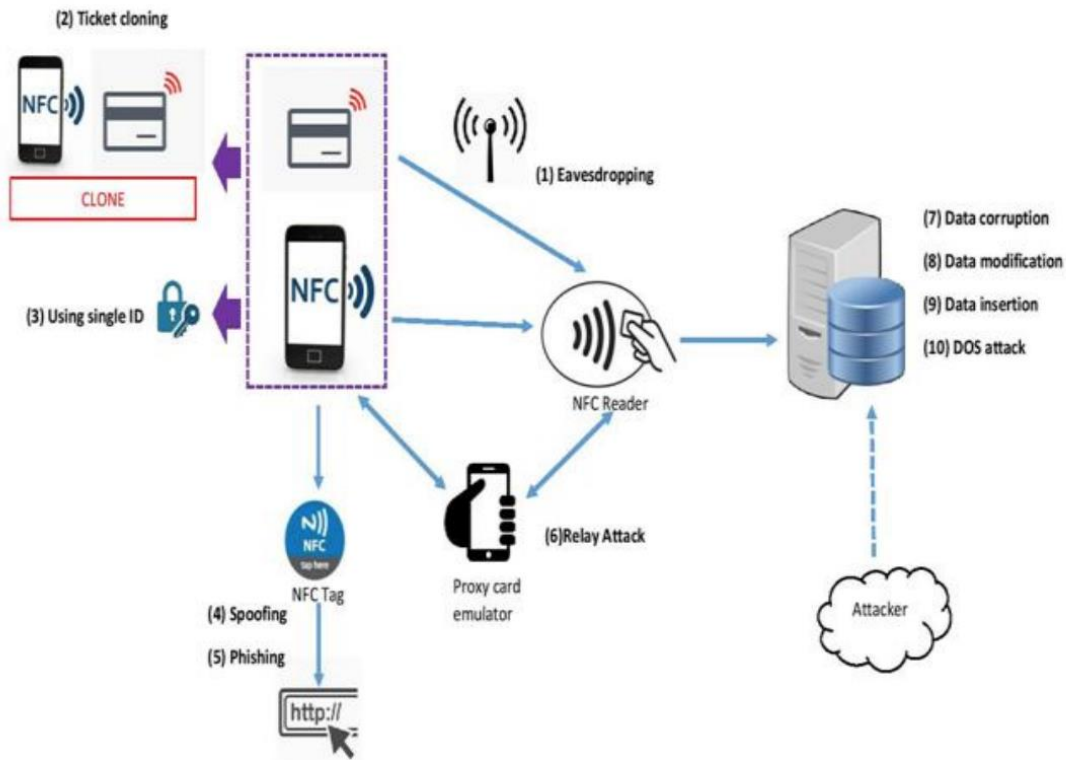 (2) Ticket cloning
NFC
CLONE
(1) Eavesdropping
(3) Using single ID
NFC
NFC Reader
(7) Data corruption
(8) Data modification
(9) Data insertion
(10) DOS attack
N
NFC
tap here
NFC Tag
(4) Spoofing
(5) Phishing
http://
(6)Relay Attack
Proxy card
emulator
Attacker